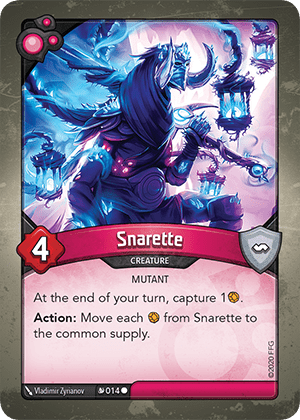 Snarette
CREATURE
4
MUTANT
At the end of your turn, capture 1.
Action: Move each from Snarette to
the common supply.
Vladimir Zyrianov
014
©2020 FFG